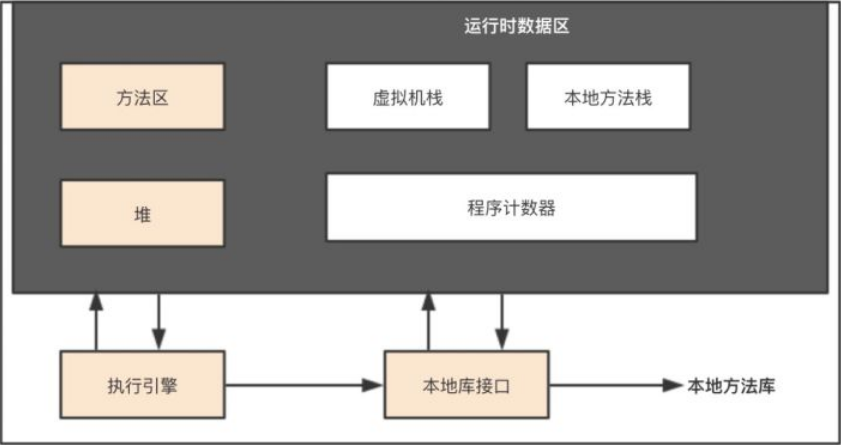 运行时数据区
方法区
虚拟机栈
本地方法栈
堆
程序计数器
执行引擎
本地库接口
本地方法库